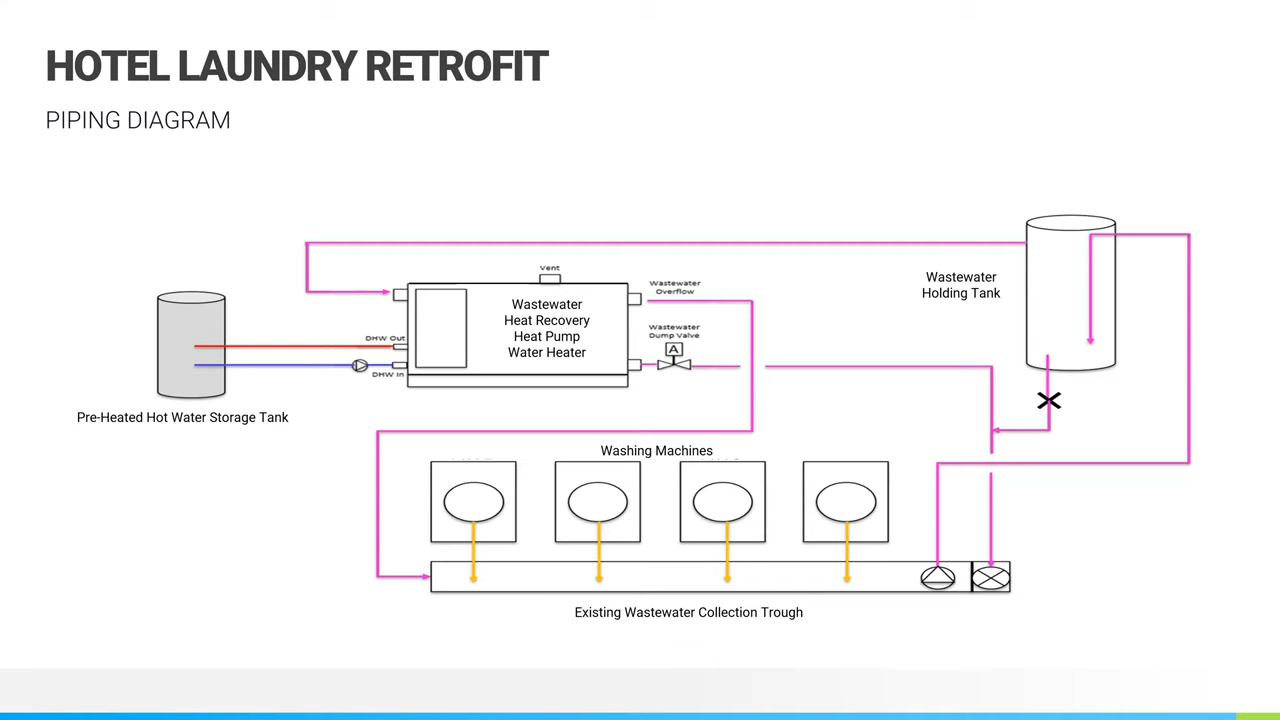 HOTEL LAUNDRY RETROFIT
PIPING DIAGRAM
Vent
Wastewater
Overflow
Wastewater
Holding Tank
Wastewater
Heat Recovery
Heat Pump
Water Heater
Wastewater
Dump Valve
A
DHW Out
DHW In
Pre-Heated Hot Water Storage Tank
Washing Machines
Existing Wastewater Collection Trough